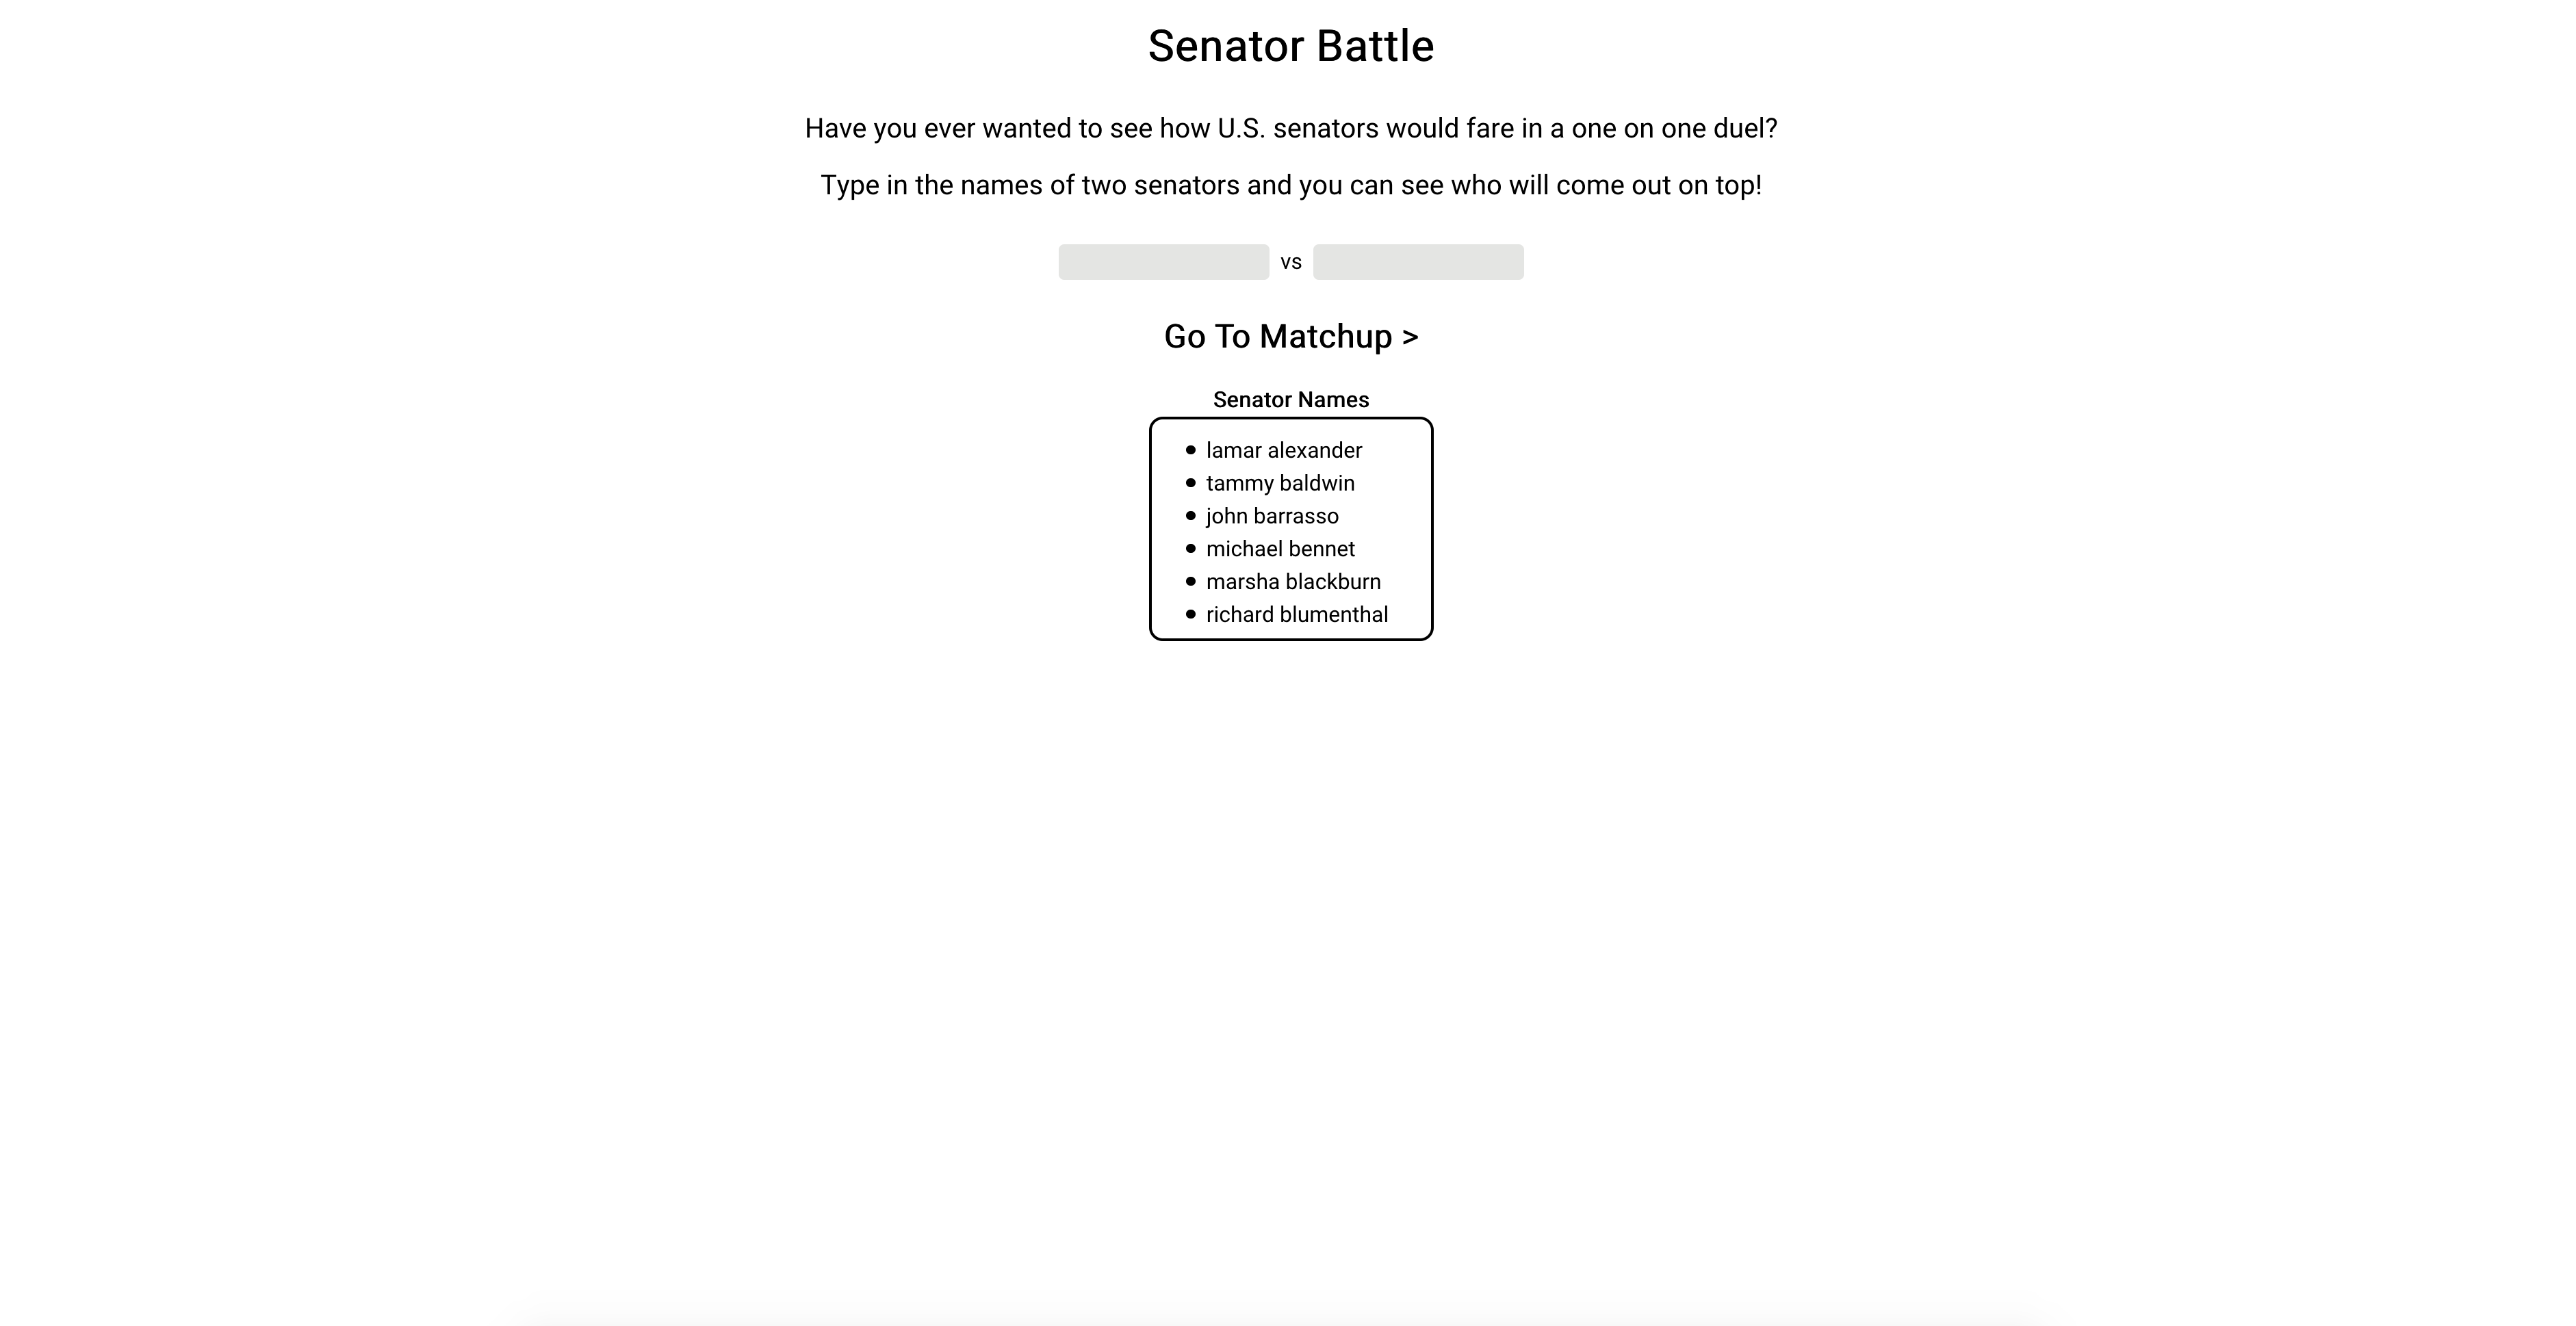 Senator Battle
Have you ever wanted to see how U.S. senators would fare in a one on one duel?
Type in the names of two senators and you can see who will come out on top!
vs
Go To Matchup >
Senator Names
lamar alexander
tammy baldwin
john barrasso
michael bennet
marsha blackburn
richard blumenthal